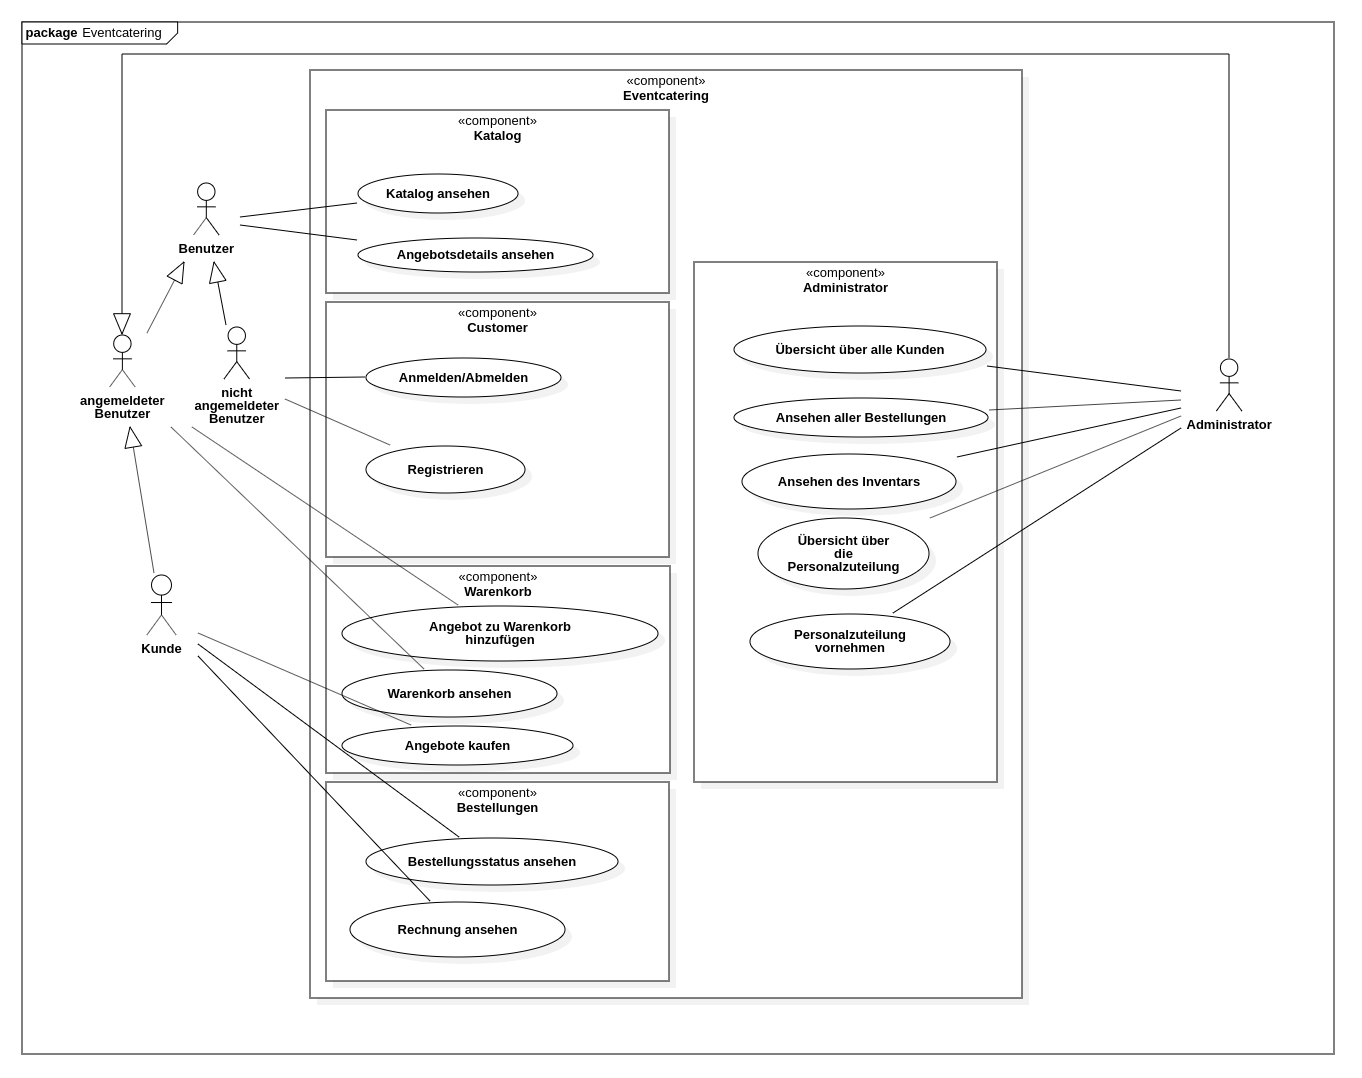 package Eventcatering
«component»
Eventcatering
«component»
Katalog
Katalog ansehen
Angebotsdetails ansehen
Benutzer
«component»
Administrator
«component»
Customer
Übersicht über alle Kunden
Anmelden/Abmelden
angemeldeter
Benutzer
nicht
angemeldeter
Benutzer
Ansehen aller Bestellungen
Administrator
Registrieren
Ansehen des Inventars
Übersicht über
die
Personalzuteilung
«component»
Warenkorb
Angebot zu Warenkorb
hinzufügen
Personalzuteilung
vornehmen
Kunde
Warenkorb ansehen
Angebote kaufen
«component»
Bestellungen
Bestellungsstatus ansehen
Rechnung ansehen